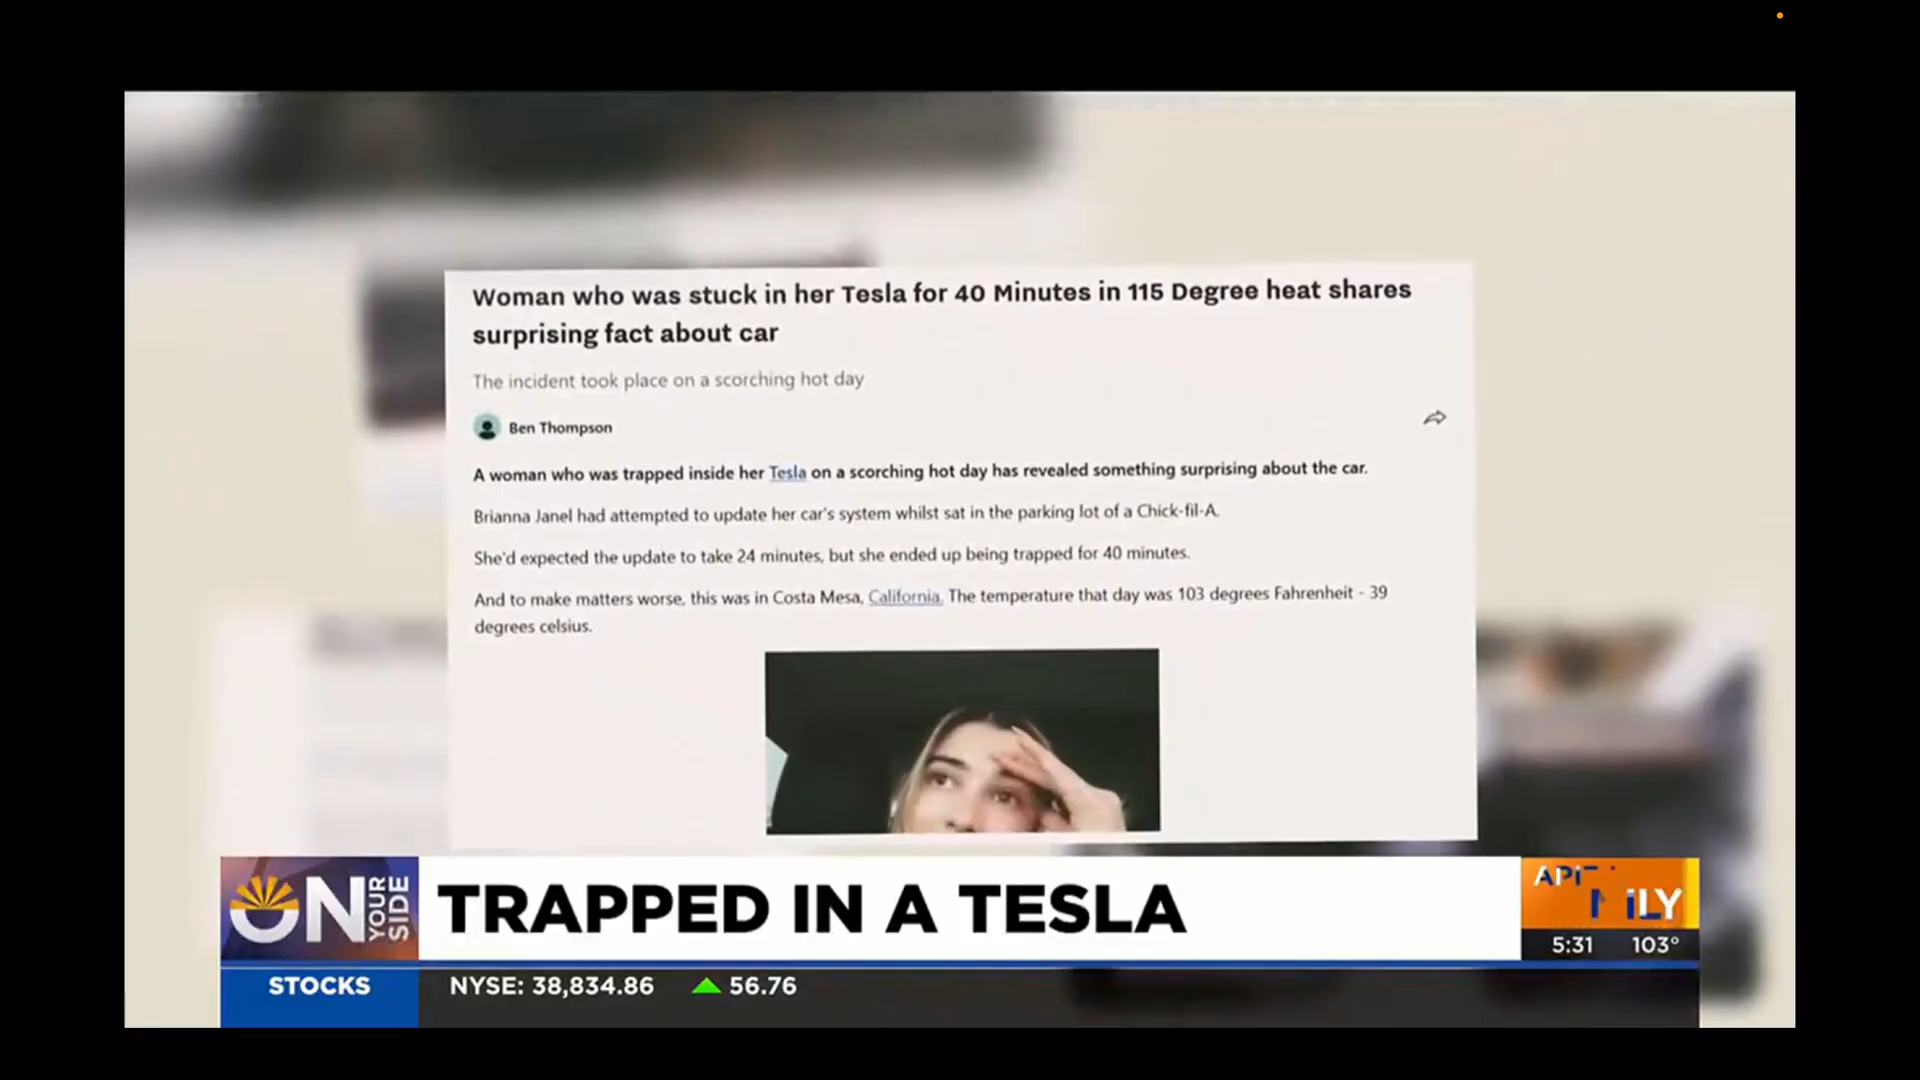 Woman who was stuck in her Tesla for 40 Minutes in 115 Degree heat shares
surprising fact about car
The incident took place on a scorching hot day
Ben Thompson
A woman who was trapped inside her Tesla on a scorching hot day has revealed something surprising about the car.
Brianna Janel had attempted to update her car's system whilst sat in the parking lot of a Chick-fil-A.
She'd expected the update to take 24 minutes, but she ended up being trapped for 40 minutes.
And to make matters worse, this was in Costa Mesa, California. The temperature that day was 103 degrees Fahrenheit - 39
degrees celsius.
ON YOUR SIDE
TRAPPED IN A TESLA
5:31 103°
STOCKS NYSE: 38,834.86 56.76